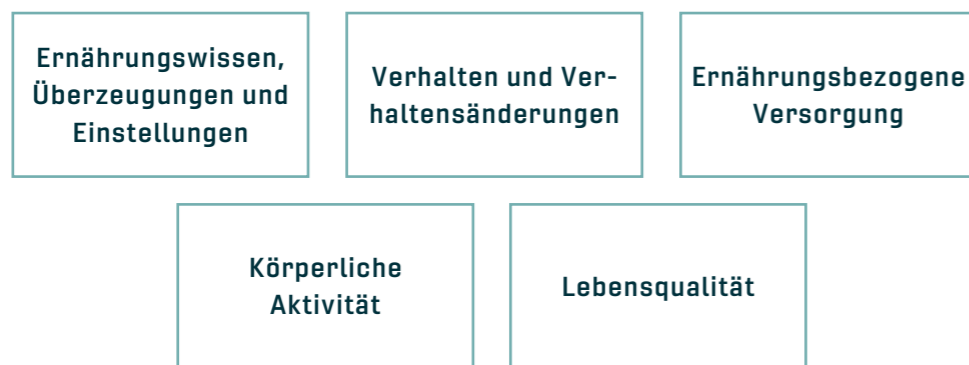 Ernährungswissen,
Überzeugungen und
Einstellungen
Verhalten und Ver-
haltensänderungen
Ernährungsbezogene
Versorgung
Körperliche
Aktivität
Lebensqualität